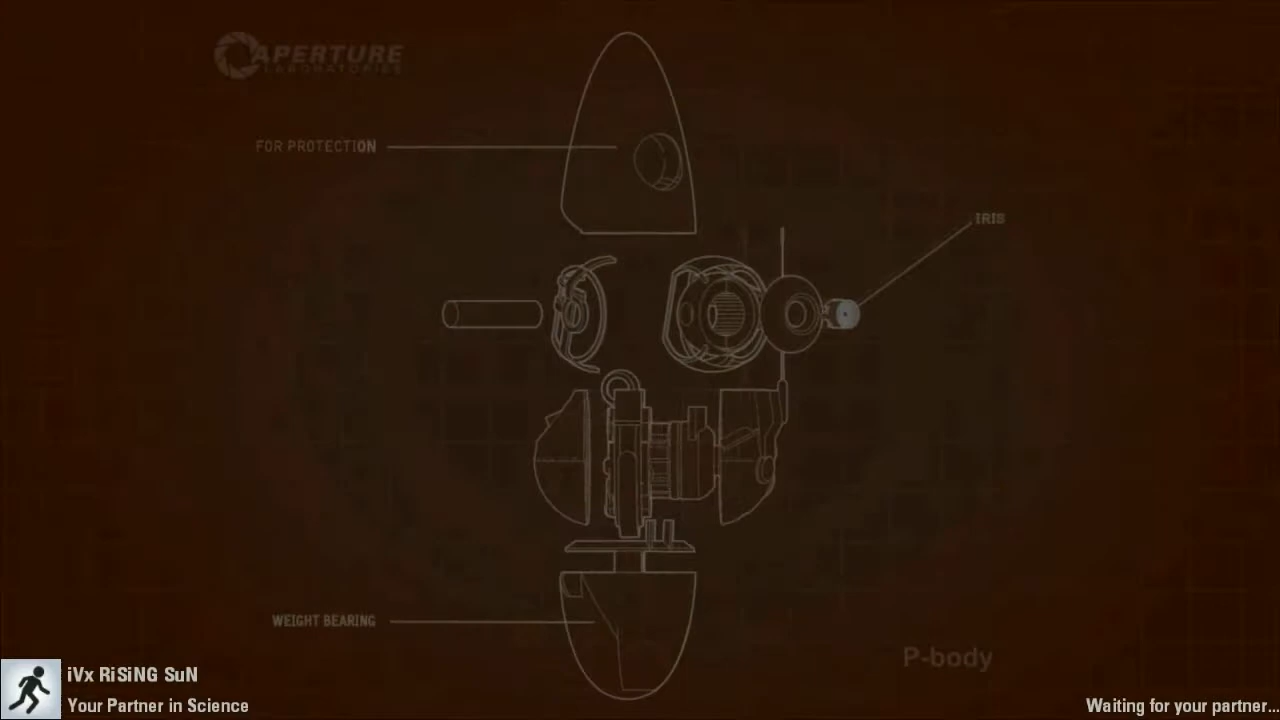 APERTURE
LABORATORIES
FOR PROTECTION
IRIS
WEIGHT BEARING
P-body
iVx RiSiNG SuN
Your Partner in Science
Waiting for your partner...